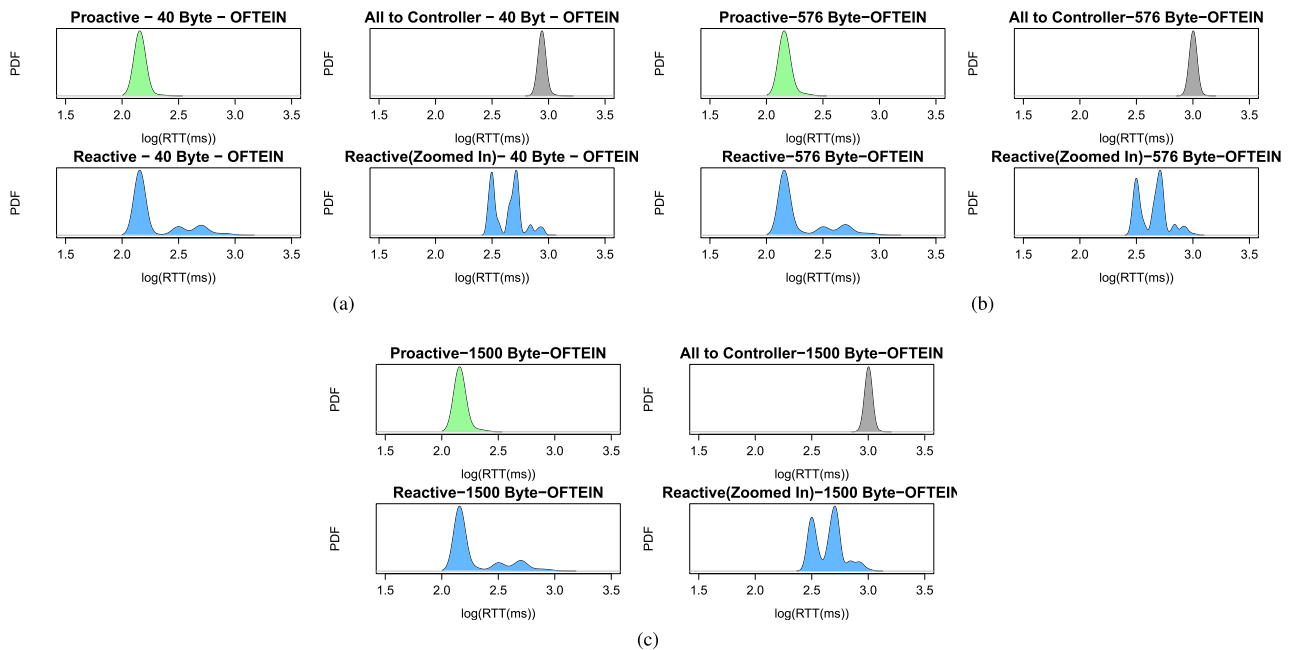 Proactive − 40 Byte − OFTEIN
All to Controller − 40 Byt − OFTEIN
PDF
1.5 2.0 2.5 3.0 3.5
log(RTT(ms))
PDF
1.5 2.0 2.5 3.0 3.5
log(RTT(ms))
Reactive − 40 Byte − OFTEIN
Reactive(Zoomed In)− 40 Byte − OFTEIN
PDF
1.5 2.0 2.5 3.0 3.5
log(RTT(ms))
PDF
1.5 2.0 2.5 3.0 3.5
log(RTT(ms))
(a)
Proactive−576 Byte−OFTEIN
All to Controller−576 Byte−OFTEIN
PDF
1.5 2.0 2.5 3.0 3.5
log(RTT(ms))
PDF
1.5 2.0 2.5 3.0 3.5
log(RTT(ms))
Reactive−576 Byte−OFTEIN
Reactive(Zoomed In)−576 Byte−OFTEIN
PDF
1.5 2.0 2.5 3.0 3.5
log(RTT(ms))
PDF
1.5 2.0 2.5 3.0 3.5
log(RTT(ms))
(b)
Proactive−1500 Byte−OFTEIN
All to Controller−1500 Byte−OFTEIN
PDF
1.5 2.0 2.5 3.0 3.5
log(RTT(ms))
PDF
1.5 2.0 2.5 3.0 3.5
log(RTT(ms))
Reactive−1500 Byte−OFTEIN
Reactive(Zoomed In)−1500 Byte−OFTEIN
PDF
1.5 2.0 2.5 3.0 3.5
log(RTT(ms))
PDF
1.5 2.0 2.5 3.0 3.5
log(RTT(ms))
(c)